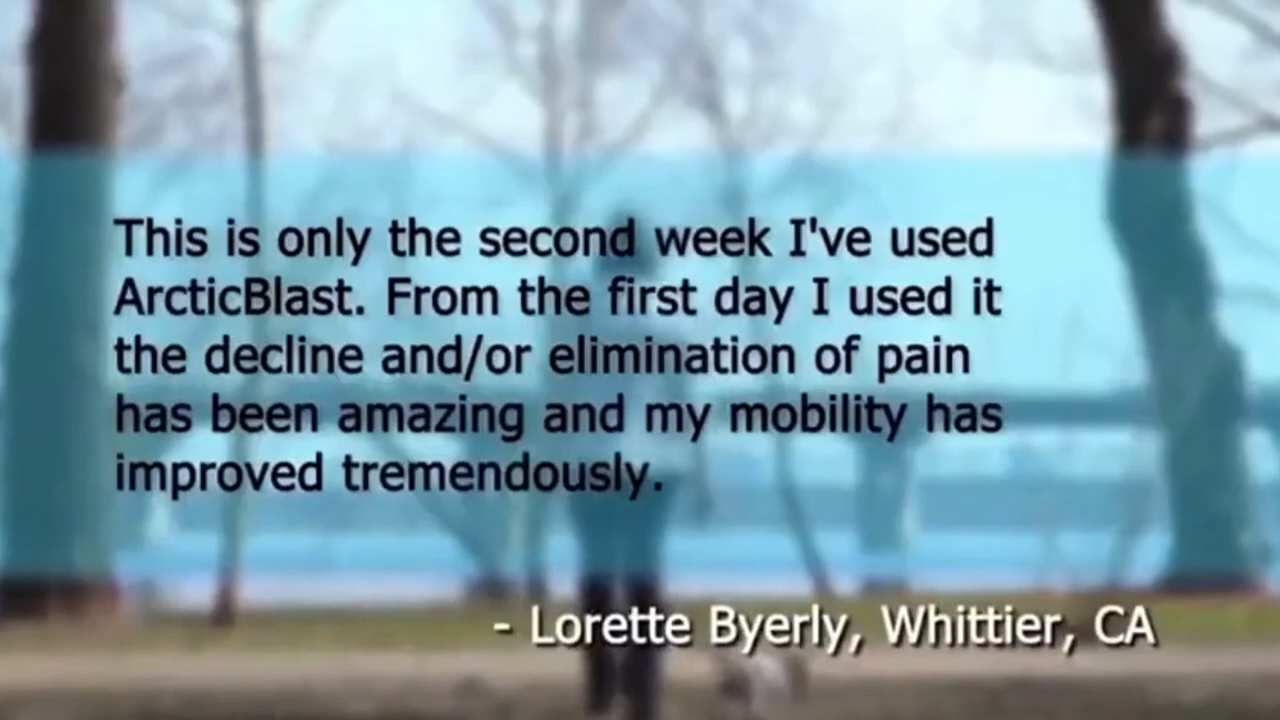 This is only the second week I've used
ArcticBlast. From the first day I used it
the decline and/or elimination of pain
has been amazing and my mobility has
improved tremendously.
- Lorette Byerly, Whittier, CA